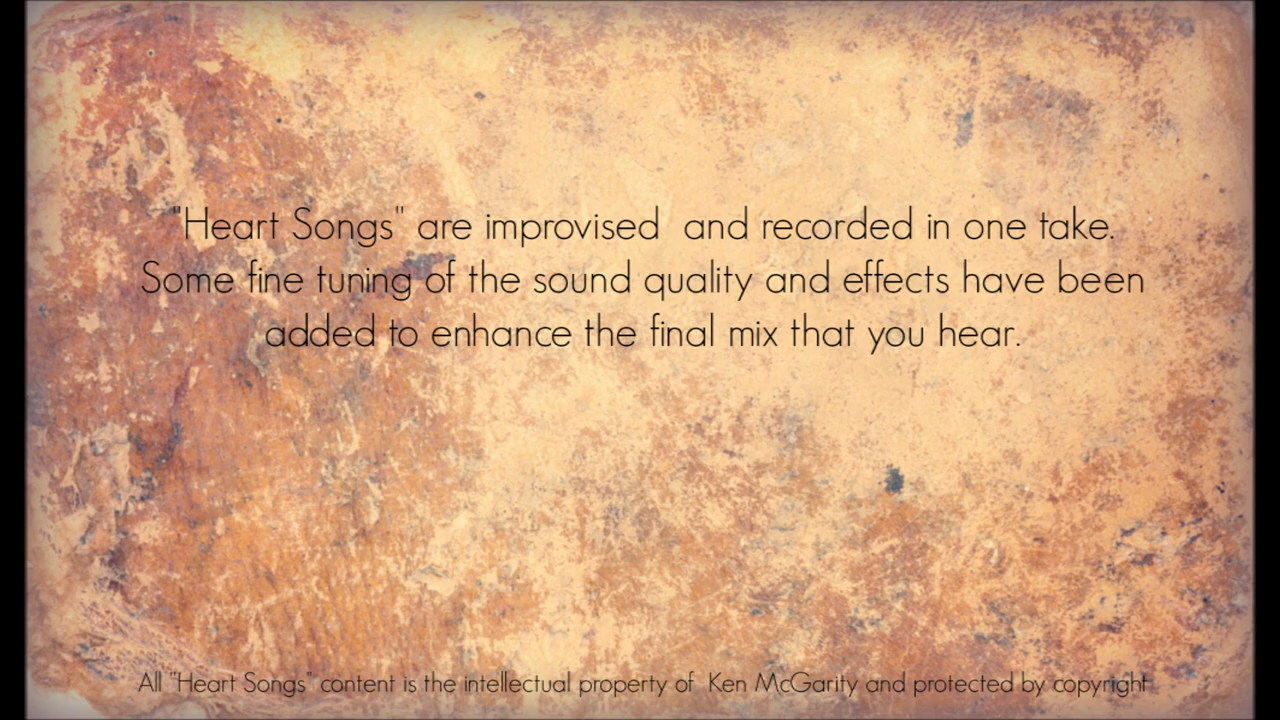 "Heart Songs" are improvised  and recorded in one take.
Some fine tuning of the sound quality and effects have been
added to enhance the final mix that you hear.
All "Heart Songs" content is the intellectual property of  Ken McGarity and protected by copyright